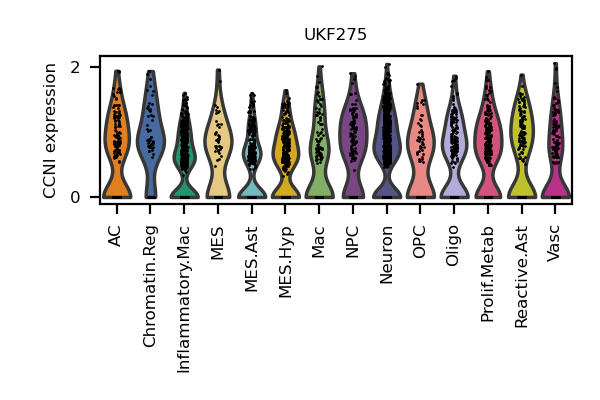 UKF275
CCNI expression
2
0
AC
Chromatin.Reg
Inflammatory.Mac
MES
MES.Ast
MES.Hyp
Mac
NPC
Neuron
OPC
Oligo
Prolif.Metab
Reactive.Ast
Vasc